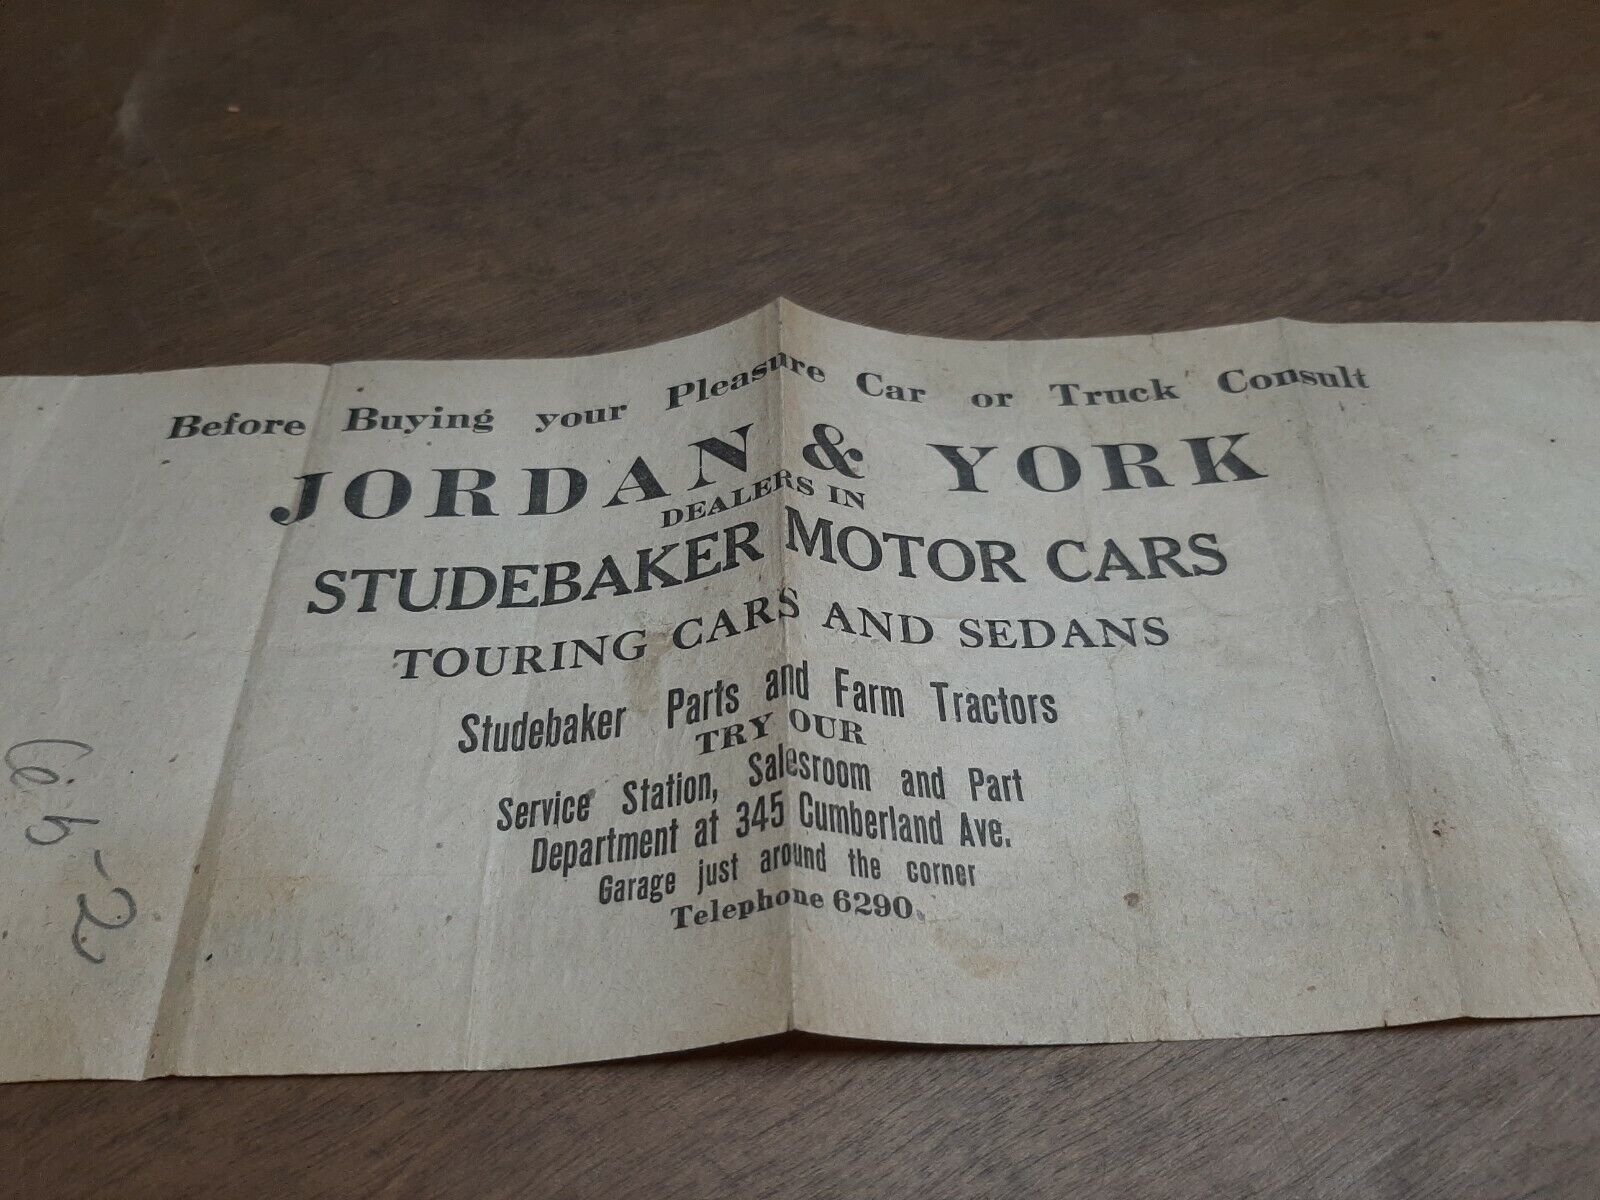 Before Buying your Pleasure Car or Truck Consult
JORDAN & YORK
DEALERS IN
STUDEBAKER MOTOR CARS
TOURING CARS AND SEDANS
Studebaker Parts and Farm Tractors
TRY OUR
Service Station, Salesroom and Part
Department at 345 Cumberland Ave.
Garage just around the corner
Telephone 6290.